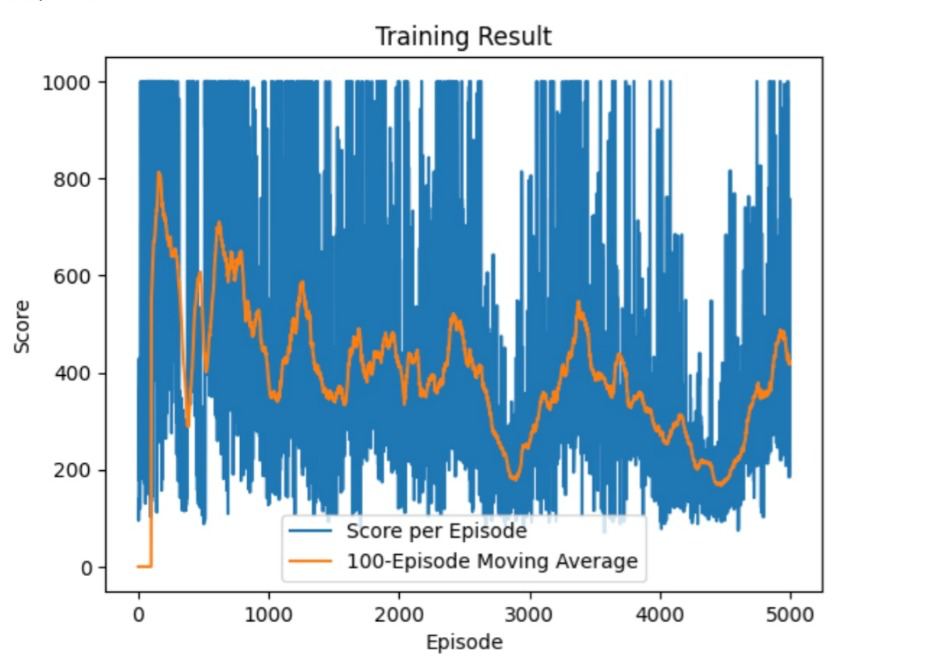 Training Result
Score
1000
800
600
400
200
0
Score per Episode
100-Episode Moving Average
0 1000 2000 3000 4000 5000
Episode